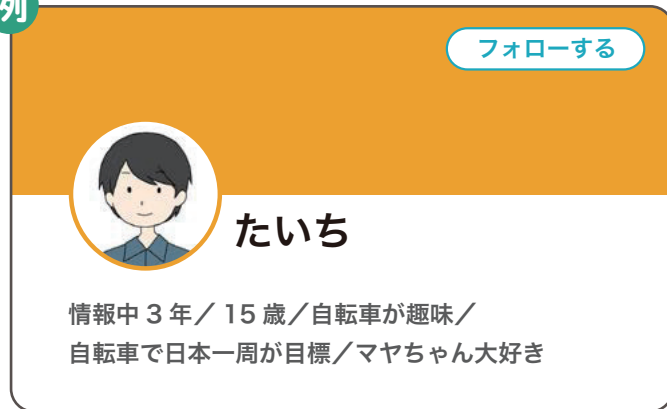 例
フォローする
たいち
情報中 3 年／ 15 歳／自転車が趣味／
自転車で日本一周が目標／マヤちゃん大好き